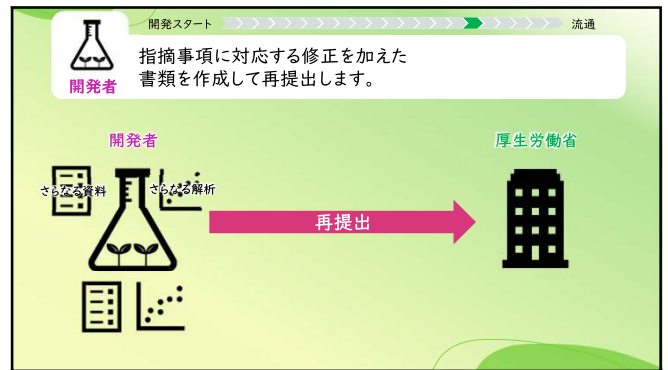 開発スタート
流通
開発者
指摘事項に対応する修正を加えた
書類を作成して再提出します。
開発者
厚生労働省
さらなる資料
さらなる解析
再提出